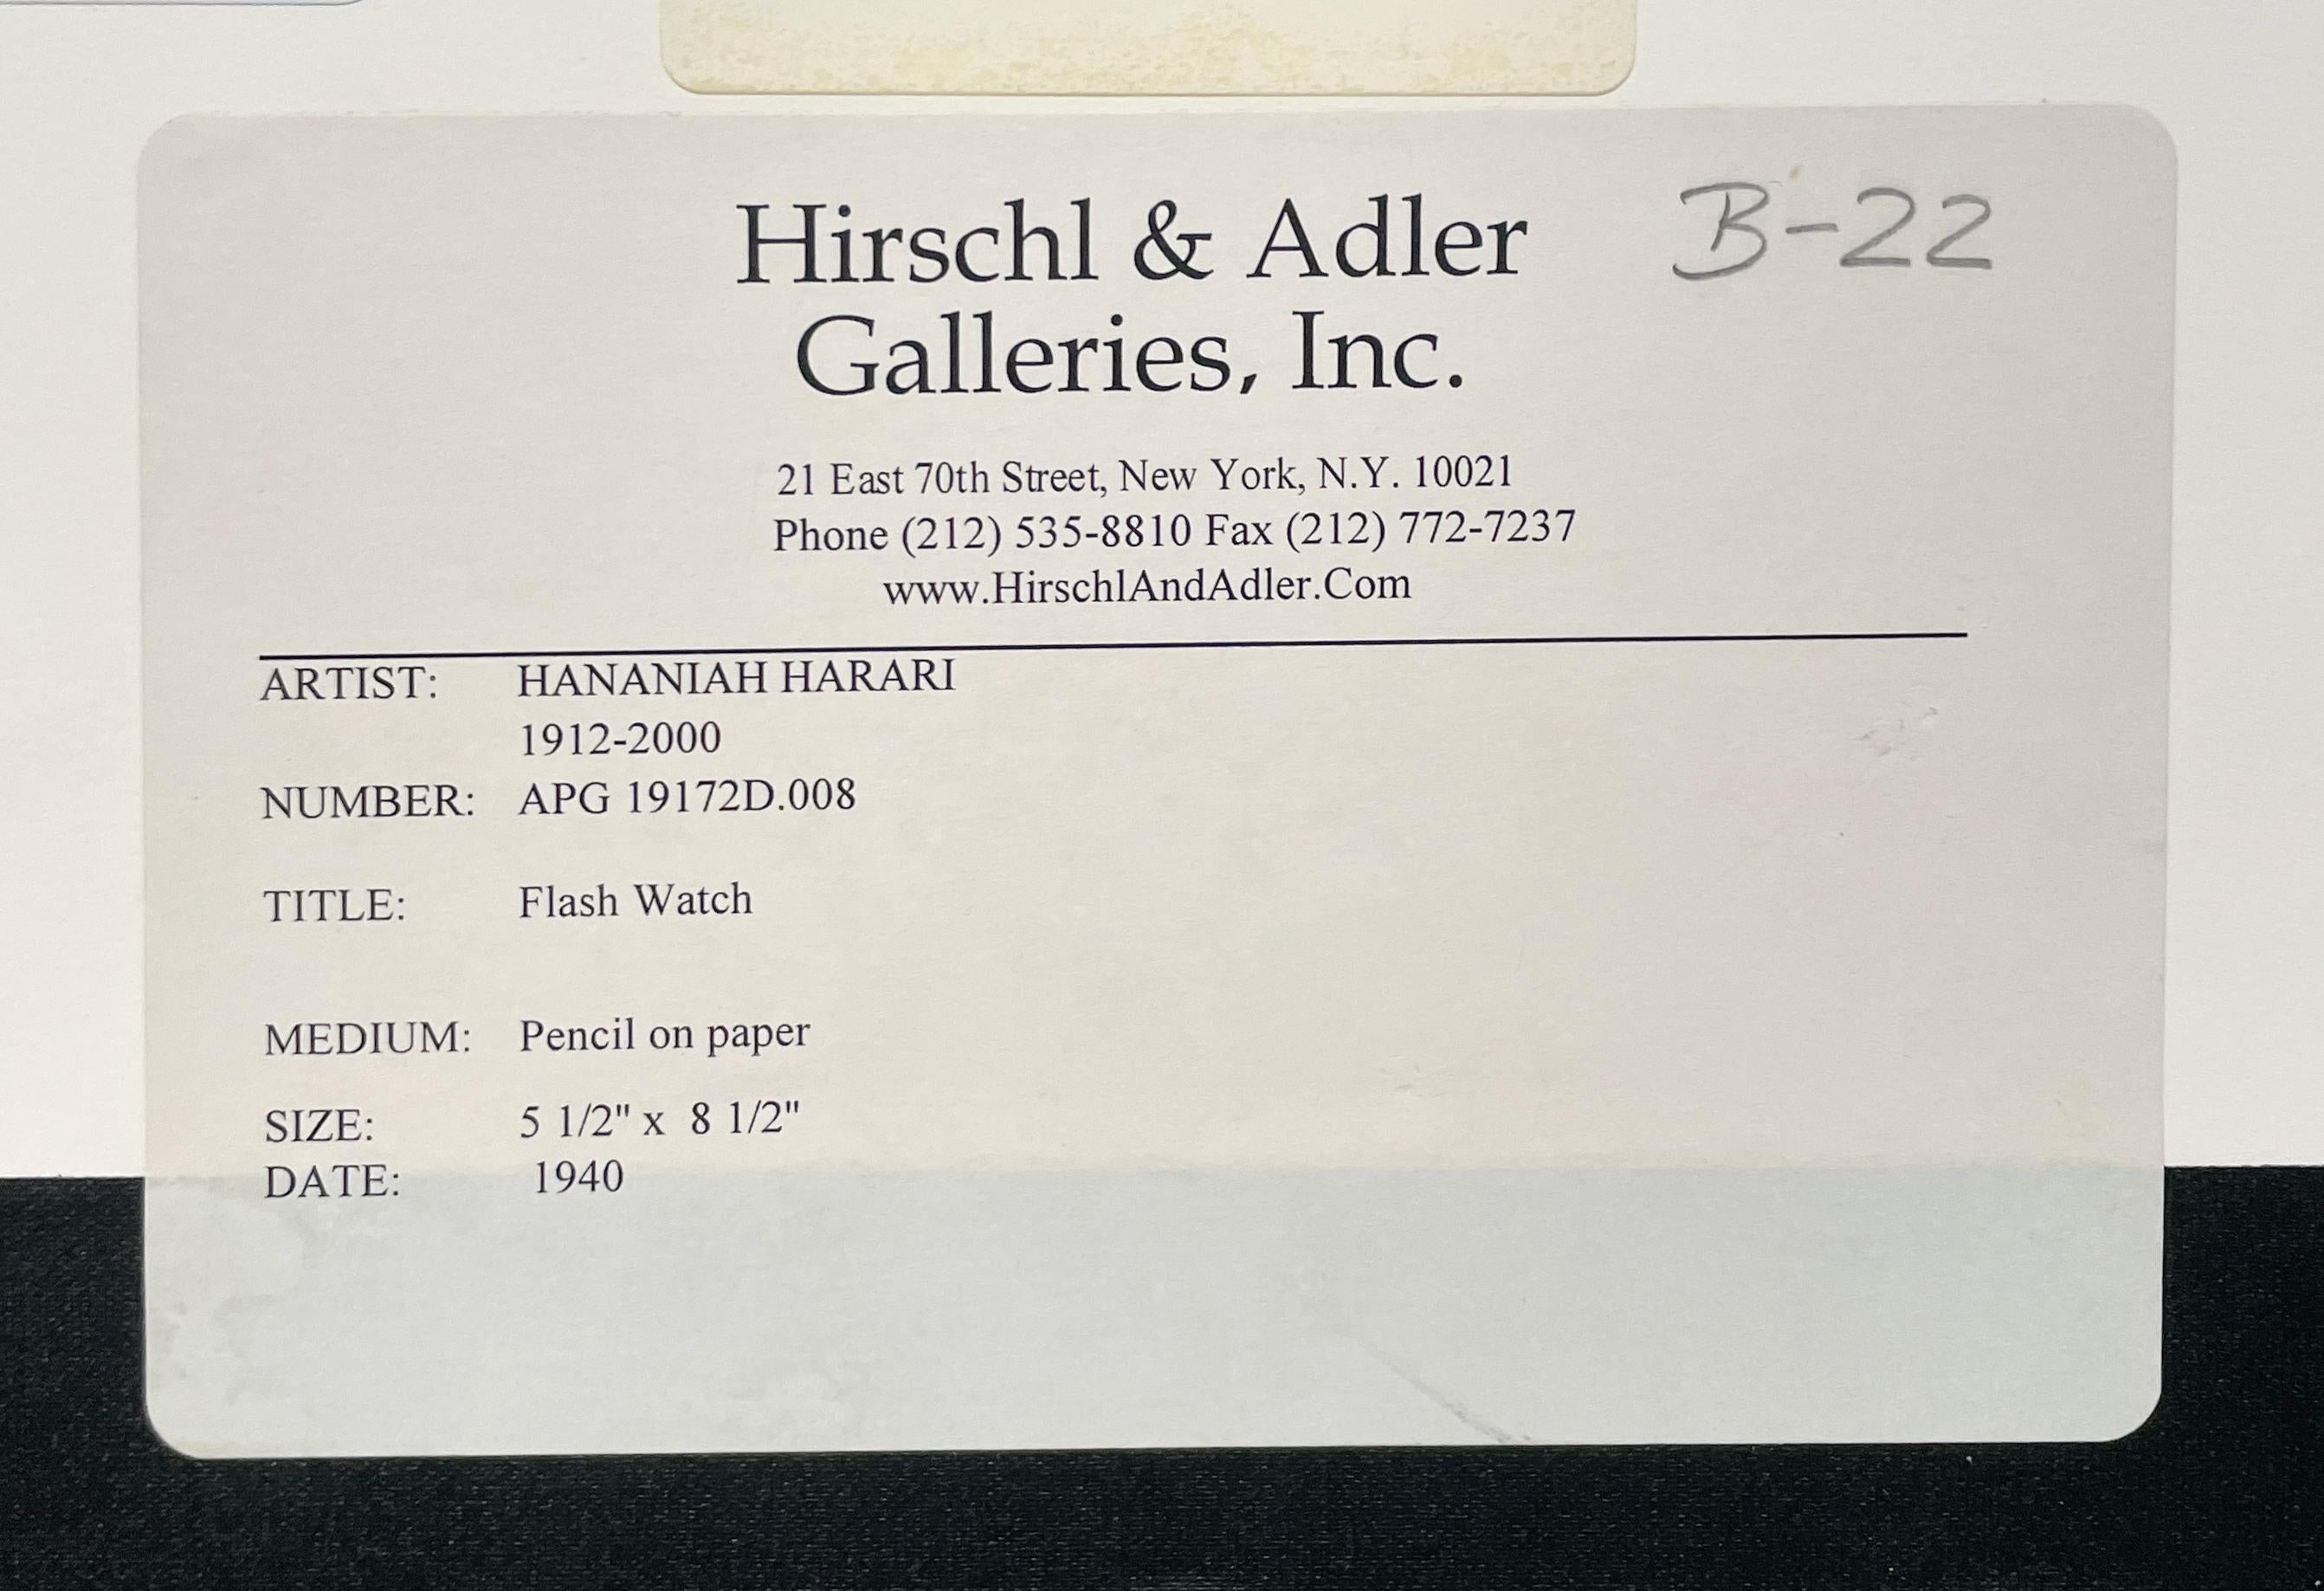 Hirschl & Adler
Galleries, Inc.
B-22
21 East 70th Street, New York, N.Y. 10021
Phone (212) 535-8810 Fax (212) 772-7237
www.HirschlAndAdler.Com
ARTIST: HANANIAH HARARI
1912-2000
NUMBER: APG 19172D.008
TITLE: Flash Watch
MEDIUM: Pencil on paper
SIZE: 5 1/2" x 8 1/2"
DATE: 1940